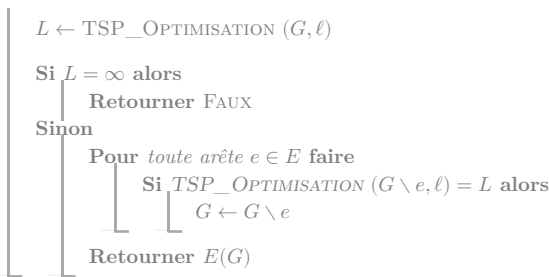 L ← TSP_Optimisation (G, ℓ)
Si L = ∞ alors
Retourner Faux
Sinon
Pour toute arête e ∈ E faire
Si TSP_Optimisation (G \ e, ℓ) = L alors
G ← G \ e
Retourner E(G)